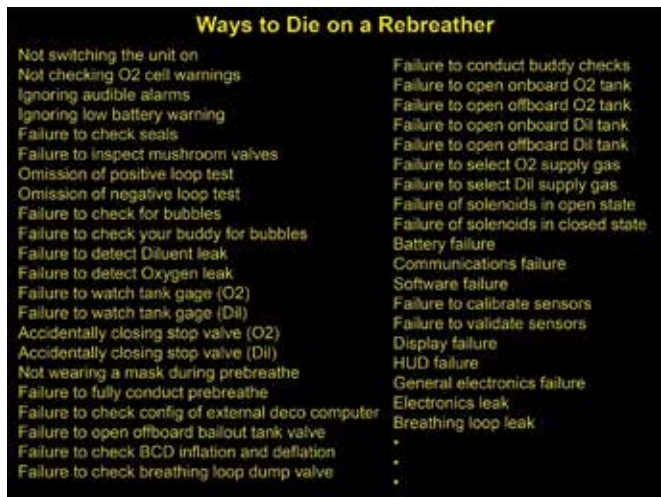 Ways to Die on a Rebreather
Not switching the unit on
Not checking O2 cell warnings
Ignoring audible alarms
Ignoring low battery warning
Failure to check seals
Failure to inspect mushroom valves
Omission of positive loop test
Omission of negative loop test
Failure to check for bubbles
Failure to check your buddy for bubbles
Failure to detect Diluent leak
Failure to detect Oxygen leak
Failure to watch tank gage (O2)
Failure to watch tank gage (Dil)
Accidentally closing stop valve (O2)
Accidentally closing stop valve (Dil)
Not wearing a mask during prebreathe
Failure to fully conduct prebreathe
Failure to check config of external deco computer
Failure to open offboard bailout tank valve
Failure to check BCD inflation and deflation
Failure to check breathing loop dump valve
Failure to conduct buddy checks
Failure to open onboard O2 tank
Failure to open offboard O2 tank
Failure to open onboard Dil tank
Failure to open offboard Dil tank
Failure to select O2 supply gas
Failure to select Dil supply gas
Failure of solenoids in open state
Failure of solenoids in closed state
Battery failure
Communications failure
Software failure
Failure to calibrate sensors
Failure to validate sensors
Display failure
HUD failure
General electronics failure
Electronics leak
Breathing loop leak
•
•
•